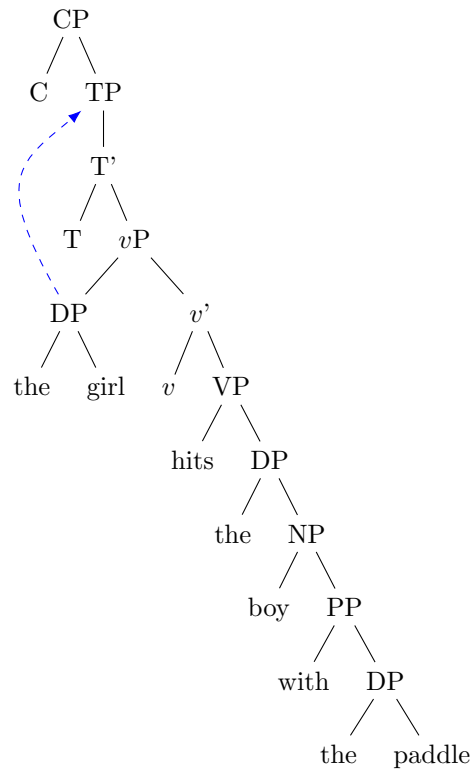 CP
C TP
T'
T vP
DP v'
the girl v VP
hits DP
the NP
boy PP
with DP
the paddle